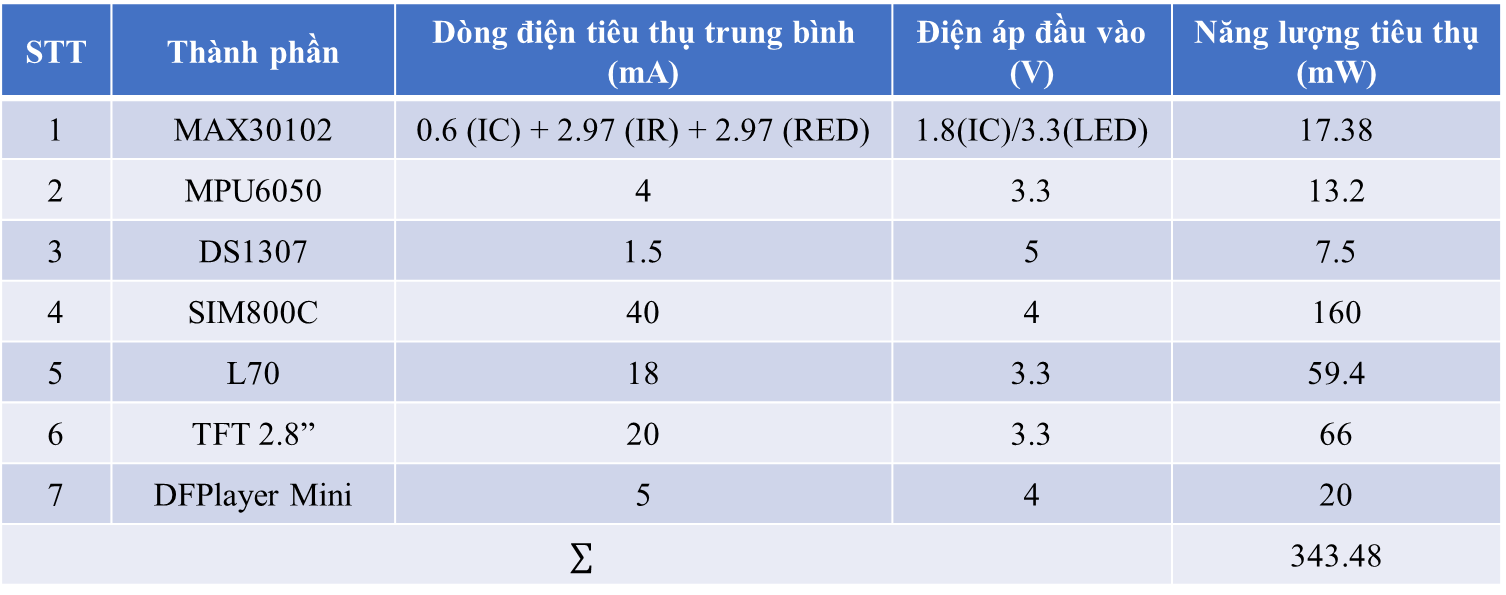 STT Thành phần Dòng điện tiêu thụ trung bình (mA) Điện áp đầu vào (V) Năng lượng tiêu thụ (mW)
1 MAX30102 0.6 (IC) + 2.97 (IR) + 2.97 (RED) 1.8(IC)/3.3(LED) 17.38
2 MPU6050 4 3.3 13.2
3 DS1307 1.5 5 7.5
4 SIM800C 40 4 160
5 L70 18 3.3 59.4
6 TFT 2.8” 20 3.3 66
7 DFPlayer Mini 5 4 20
∑ 343.48